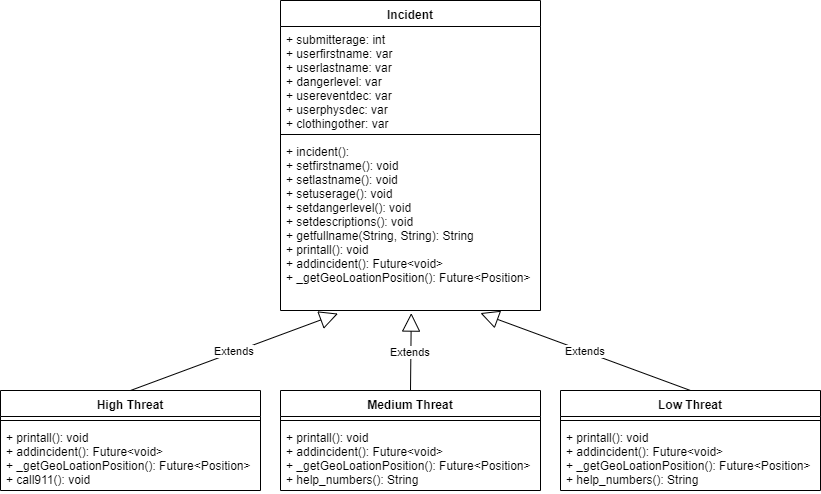 Incident
+ submitterage: int
+ userfirstname: var
+ userlastname: var
+ dangerlevel: var
+ usereventdec: var
+ userphysdec: var
+ clothingother: var
+ incident():
+ setfirstname(): void
+ setlastname(): void
+ setuserage(): void
+ setdangerlevel(): void
+ setdescriptions(): void
+ getfullname(String, String): String
+ printall(): void
+ addincident(): Future<void>
+ _getGeoLoationPosition(): Future<Position>
Extends
Extends
Extends
High Threat
+ printall(): void
+ addincident(): Future<void>
+ _getGeoLoationPosition(): Future<Position>
+ call911(): void
Medium Threat
+ printall(): void
+ addincident(): Future<void>
+ _getGeoLoationPosition(): Future<Position>
+ help_numbers(): String
Low Threat
+ printall(): void
+ addincident(): Future<void>
+ _getGeoLoationPosition(): Future<Position>
+ help_numbers(): String